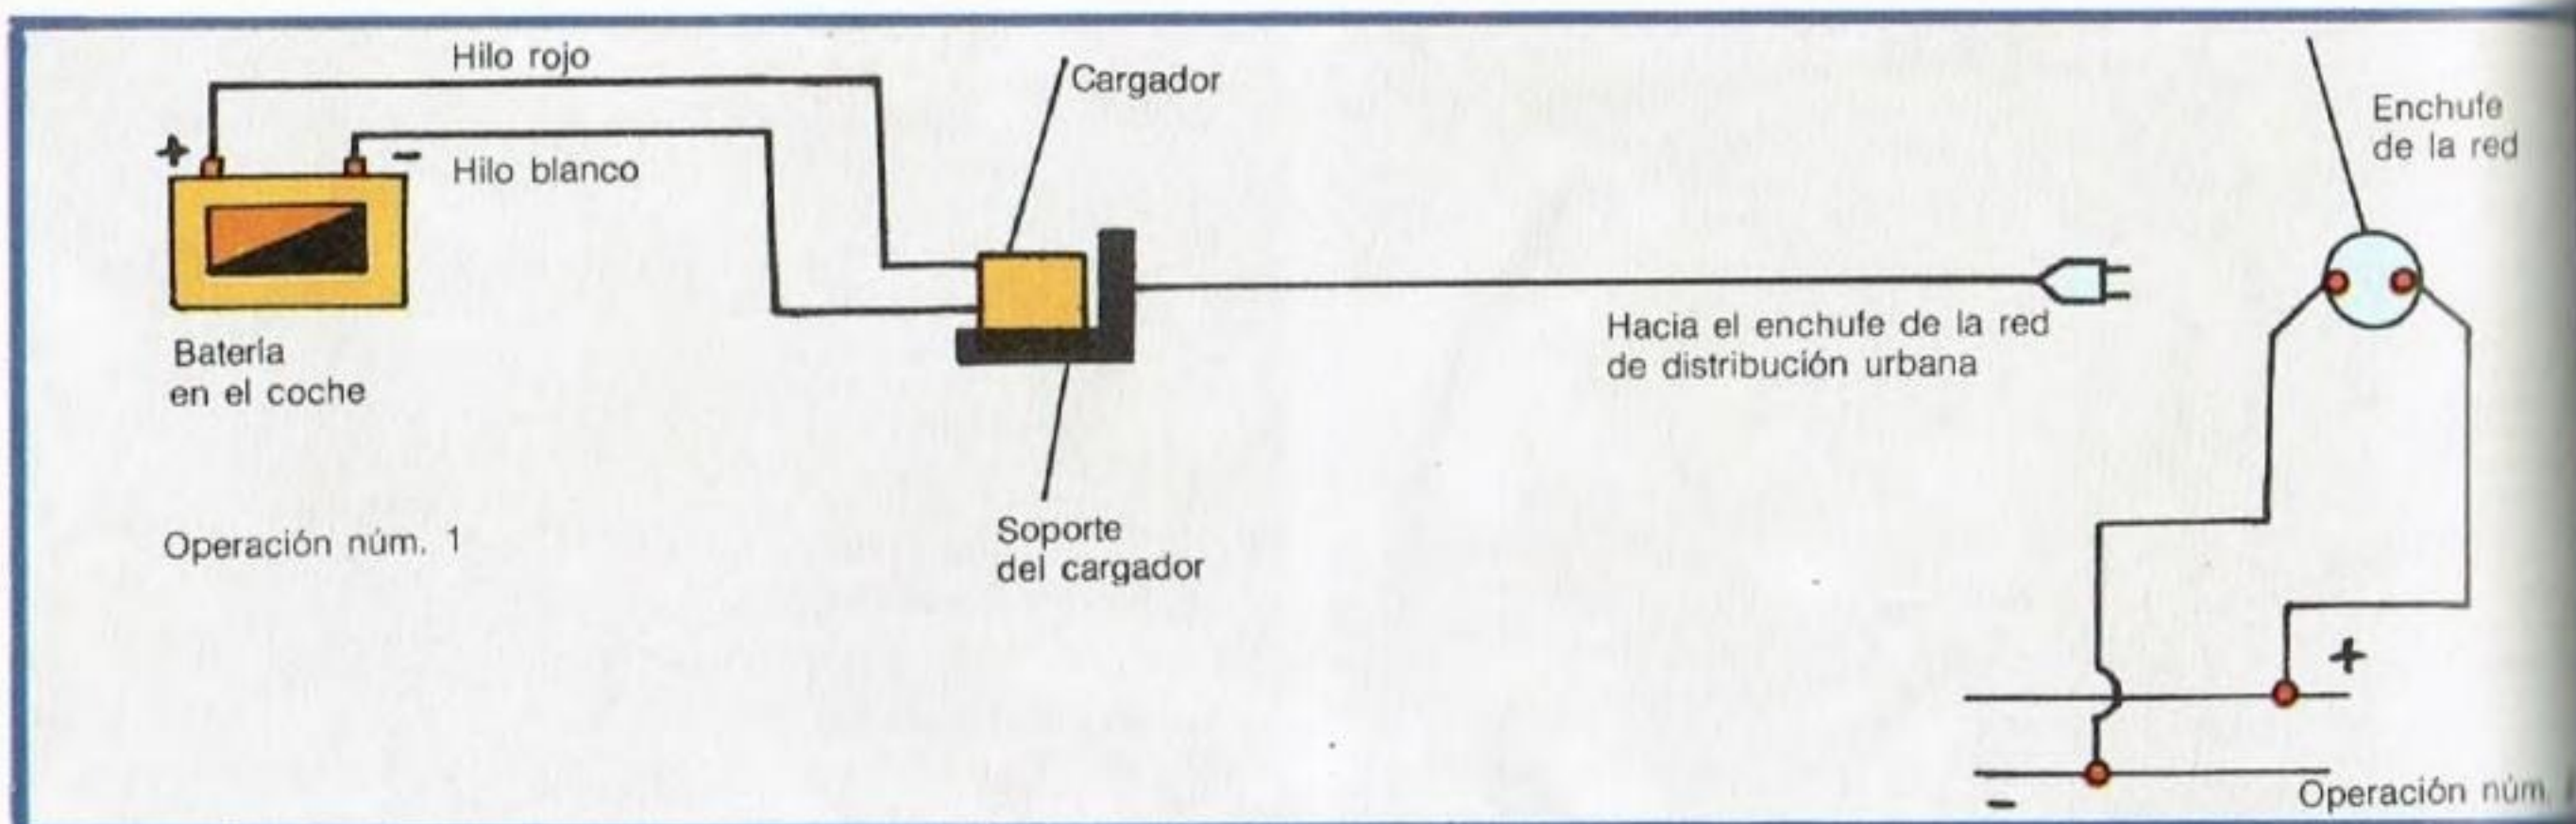 Hilo rojo
Cargador
Enchufe
de la red
+
-
Hilo blanco
Hacia el enchufe de la red
de distribución urbana
Batería
en el coche
Operación núm. 1
Soporte
del cargador
+
-
Operación núm.